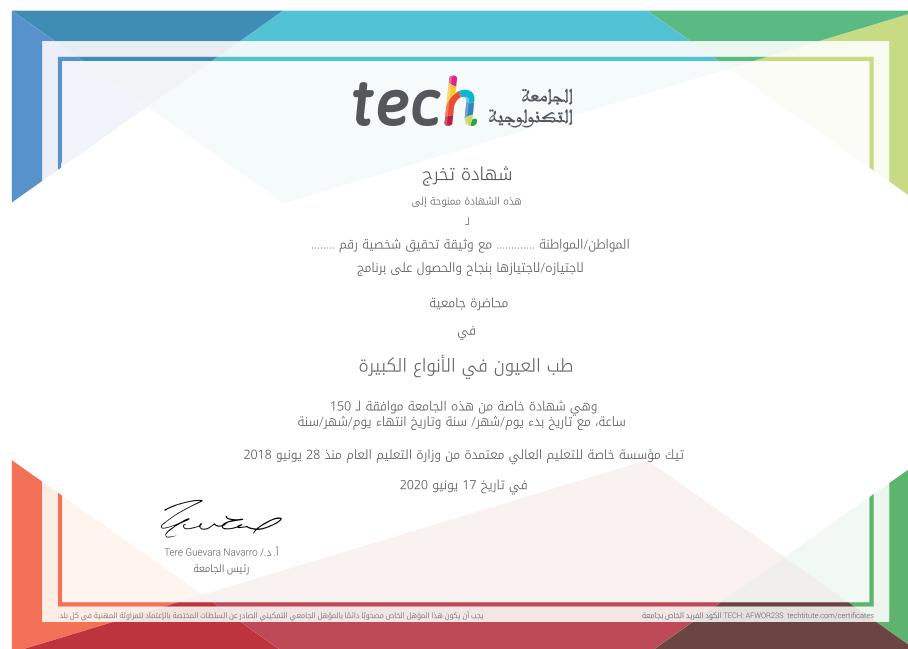 tech الجامعة
التكنولوجية
شهادة تخرج
هذه الشهادة ممنوحة إلى
لـ
المواطن/المواطنة ............ مع وثيقة تحقيق شخصية رقم ........
لاجتيازه/لاجتيازها بنجاح والحصول على برنامج
محاضرة جامعية
في
طب العيون في الأنواع الكبيرة
وهي شهادة خاصة من هذه الجامعة موافقة لـ 150
ساعة، مع تاريخ بدء يوم/شهر/ سنة وتاريخ انتهاء يوم/شهر/سنة
تيك مؤسسة خاصة للتعليم العالي معتمدة من وزارة التعليم العام منذ 28 يونيو 2018
في تاريخ 17 يونيو 2020
أ.د./ Tere Guevara Navarro
رئيس الجامعة
يجب أن يكون هذا المؤهل الخاص مصحوبًا دائمًا بالمؤهل الجامعي التمكيني الصادر عن السلطات المختصة بالإعتماد للمزاولة المهنية في كل بلد.
الكود الفريد الخاص بجامعة TECH: AFWOR23S techtitute.com/certificates